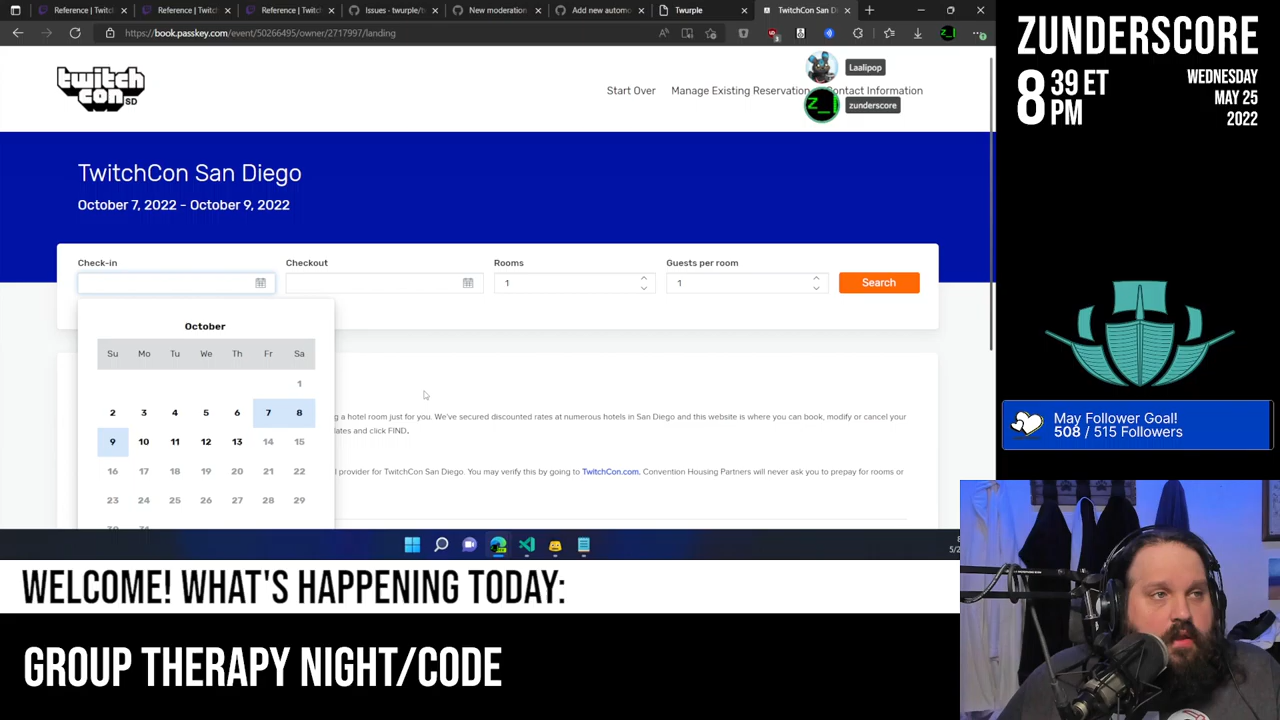 Reference | Twitc
Reference | Twitch
Reference | Twitch
Issues · twurple/t
New moderation
Add new automo
Twurple
TwitchCon San D
https://book.passkey.com/event/50266495/owner/2717997/landing
twitch
con SD
Start Over
Manage Existing Reservation
Contact Information
Laalipop
zunderscore
TwitchCon San Diego
October 7, 2022 - October 9, 2022
Check-in
Checkout
Rooms
Guests per room
1
1
Search
October
Su Mo Tu We Th Fr Sa
1
2 3 4 5 6 7 8
9 10 11 12 13 14 15
16 17 18 19 20 21 22
23 24 25 26 27 28 29
30 31
g a hotel room just for you. We've secured discounted rates at numerous hotels in San Diego and this website is where you can book, modify or cancel your
ates and click FIND.
l provider for TwitchCon San Diego. You may verify this by going to TwitchCon.com. Convention Housing Partners will never ask you to prepay for rooms or
ZUNDERSCORE
8 39 ET
PM
WEDNESDAY
MAY 25
2022
May Follower Goal!
508 / 515 Followers
WELCOME! WHAT'S HAPPENING TODAY:
GROUP THERAPY NIGHT/CODE